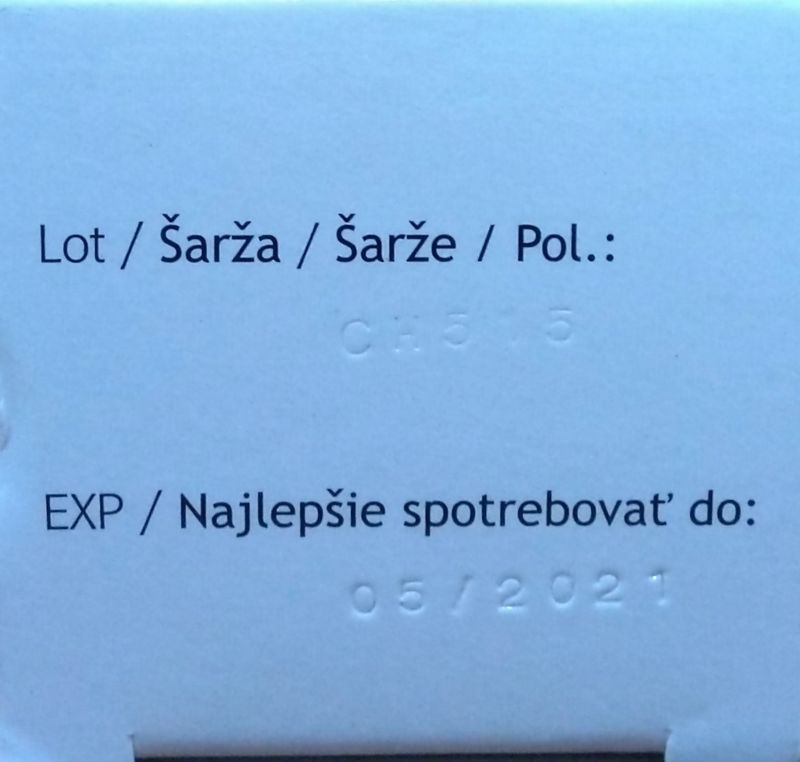 Lot / Šarža / Šarže / Pol.:
EXP / Najlepšie spotrebovať do:
05/2021